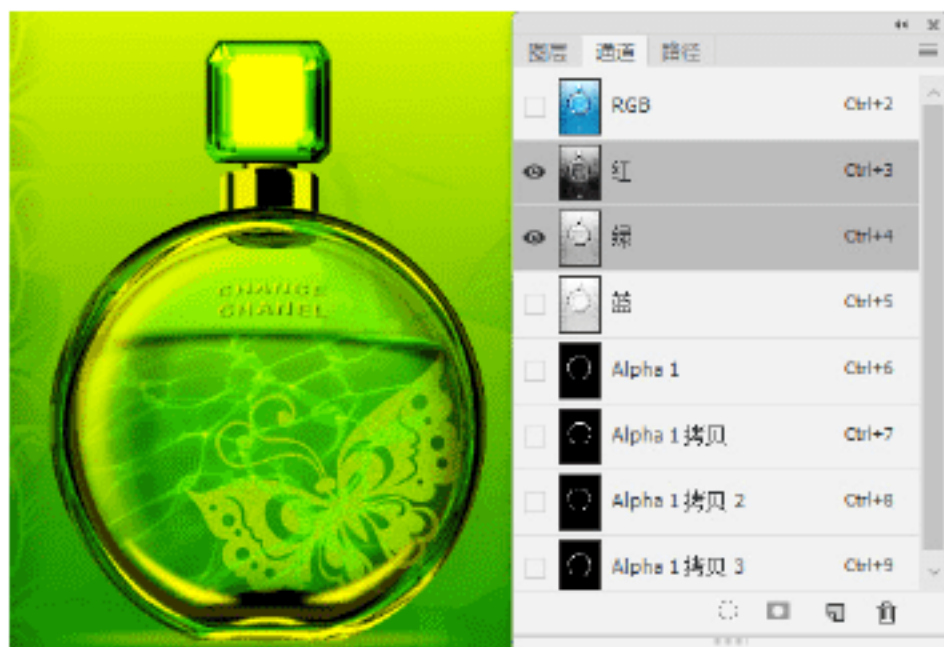 图层 通道 路径
RGB Ctrl+2
红 Ctrl+3
绿 Ctrl+4
蓝 Ctrl+5
Alpha 1 Ctrl+6
Alpha 1 拷贝 Ctrl+7
Alpha 1 拷贝 2 Ctrl+8
Alpha 1 拷贝 3 Ctrl+9
CHANCE
CHANEL